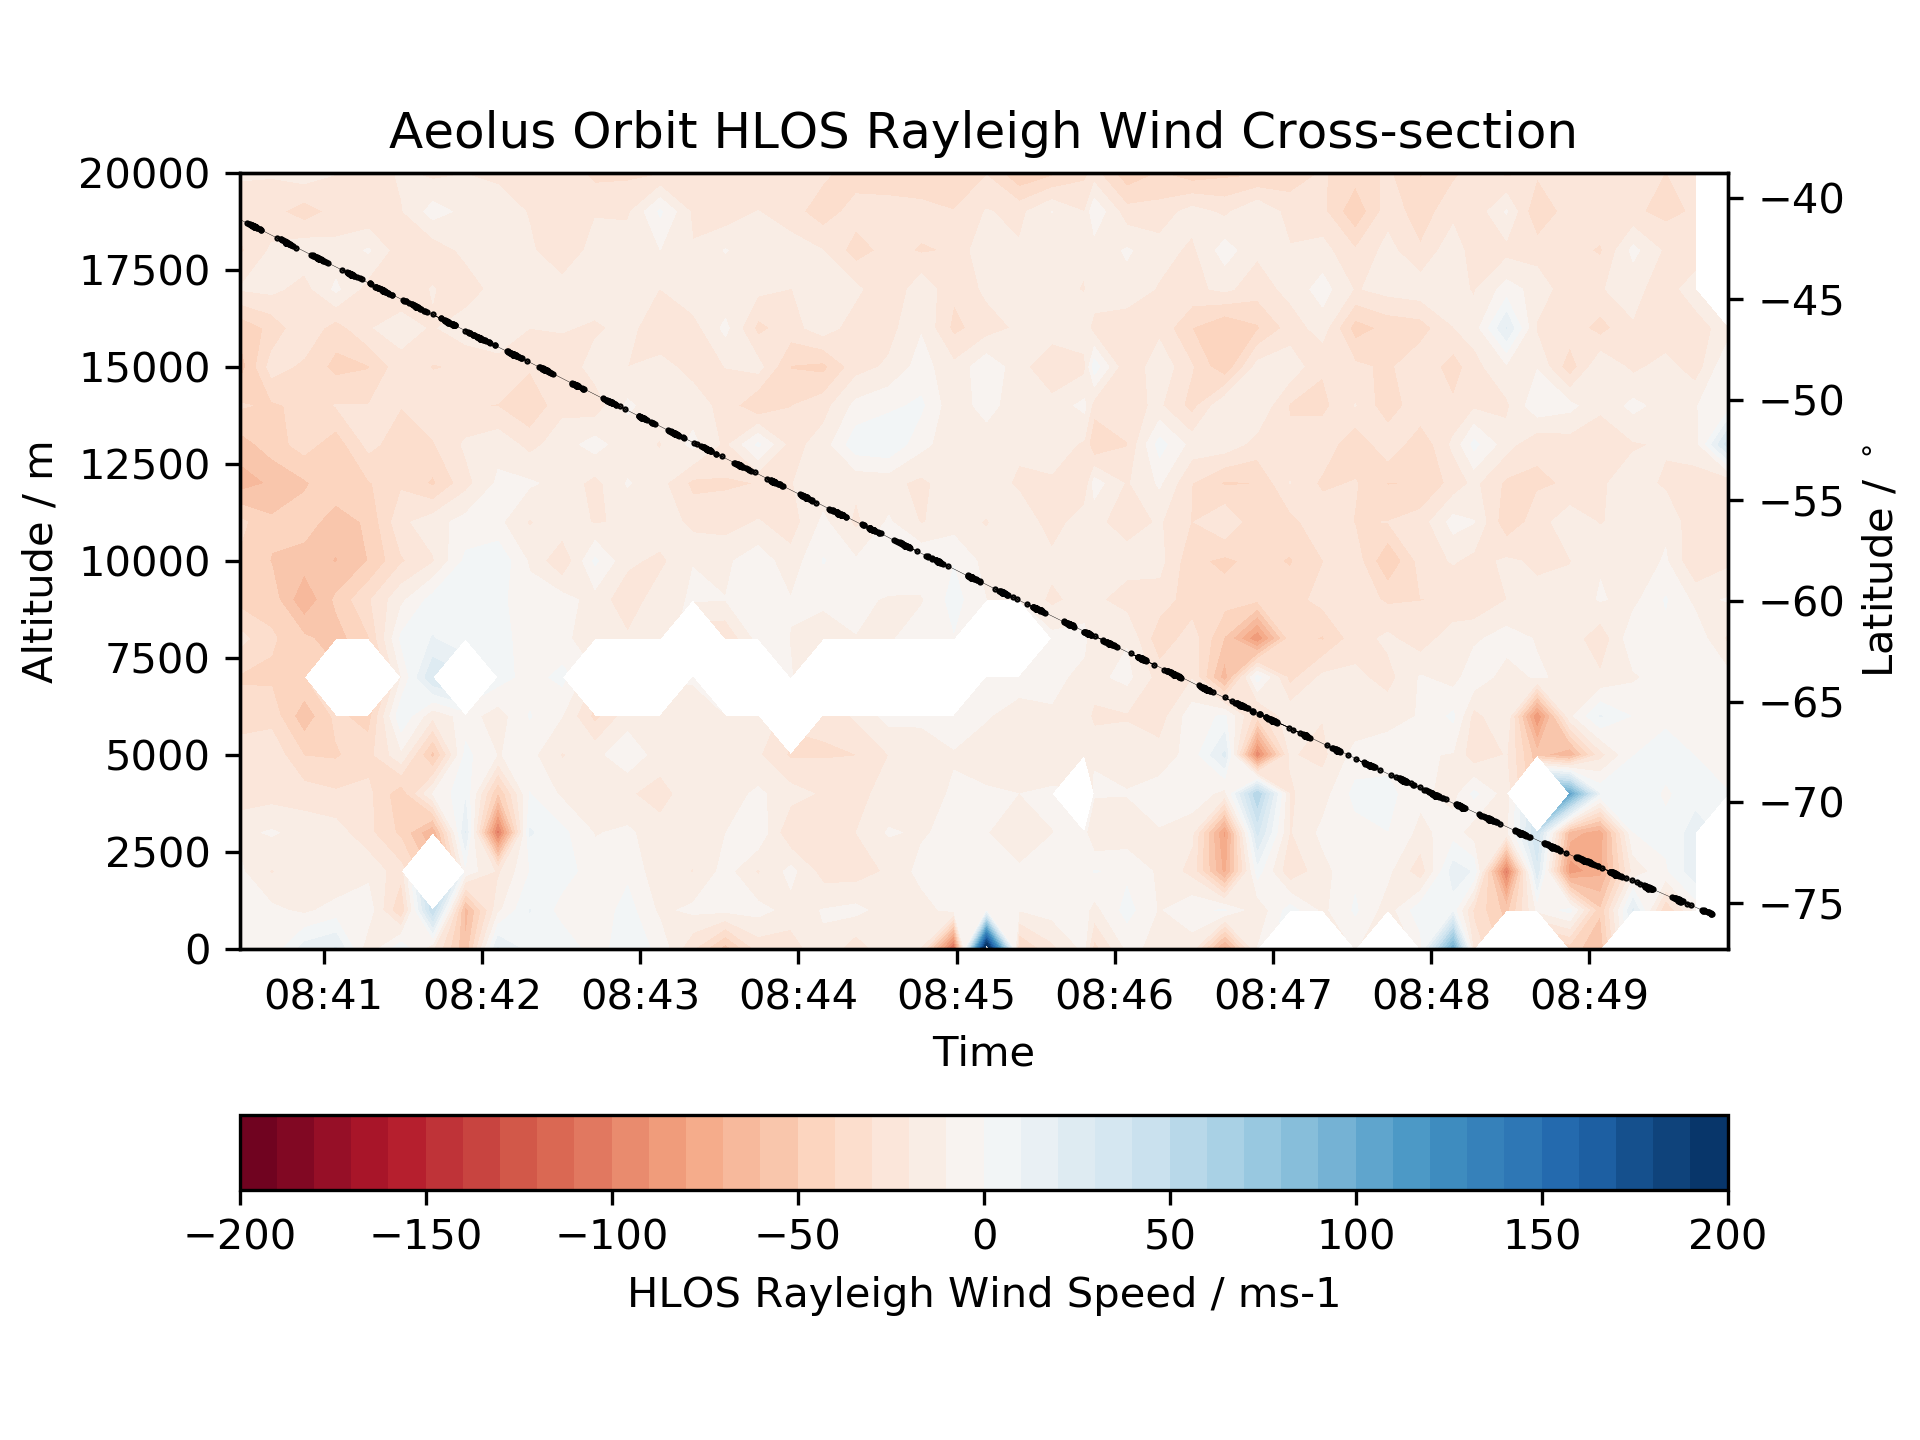 Aeolus Orbit HLOS Rayleigh Wind Cross-section
20000
17500
15000
12500
10000
7500
5000
2500
0
Altitude / m
−40
−45
−50
−55
−60
−65
−70
−75
Latitude / °
08:41 08:42 08:43 08:44 08:45 08:46 08:47 08:48 08:49
Time
−200 −150 −100 −50 0 50 100 150 200
HLOS Rayleigh Wind Speed / ms-1